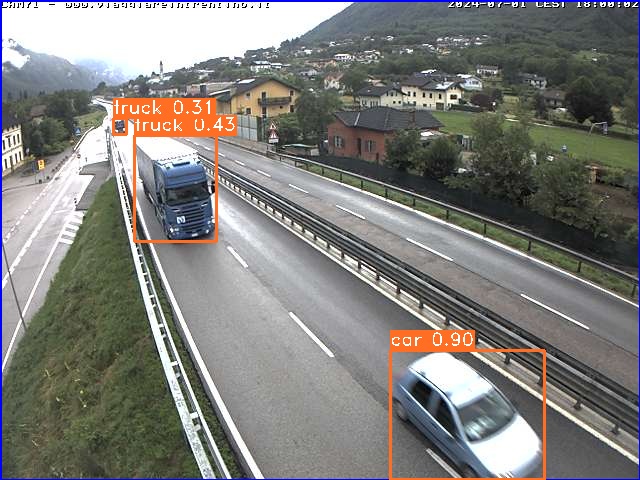 CAM71 - www.viaggiareintrentino.it
2024-07-01 CEST 18:00:02
truck 0.31
truck 0.43
car 0.90